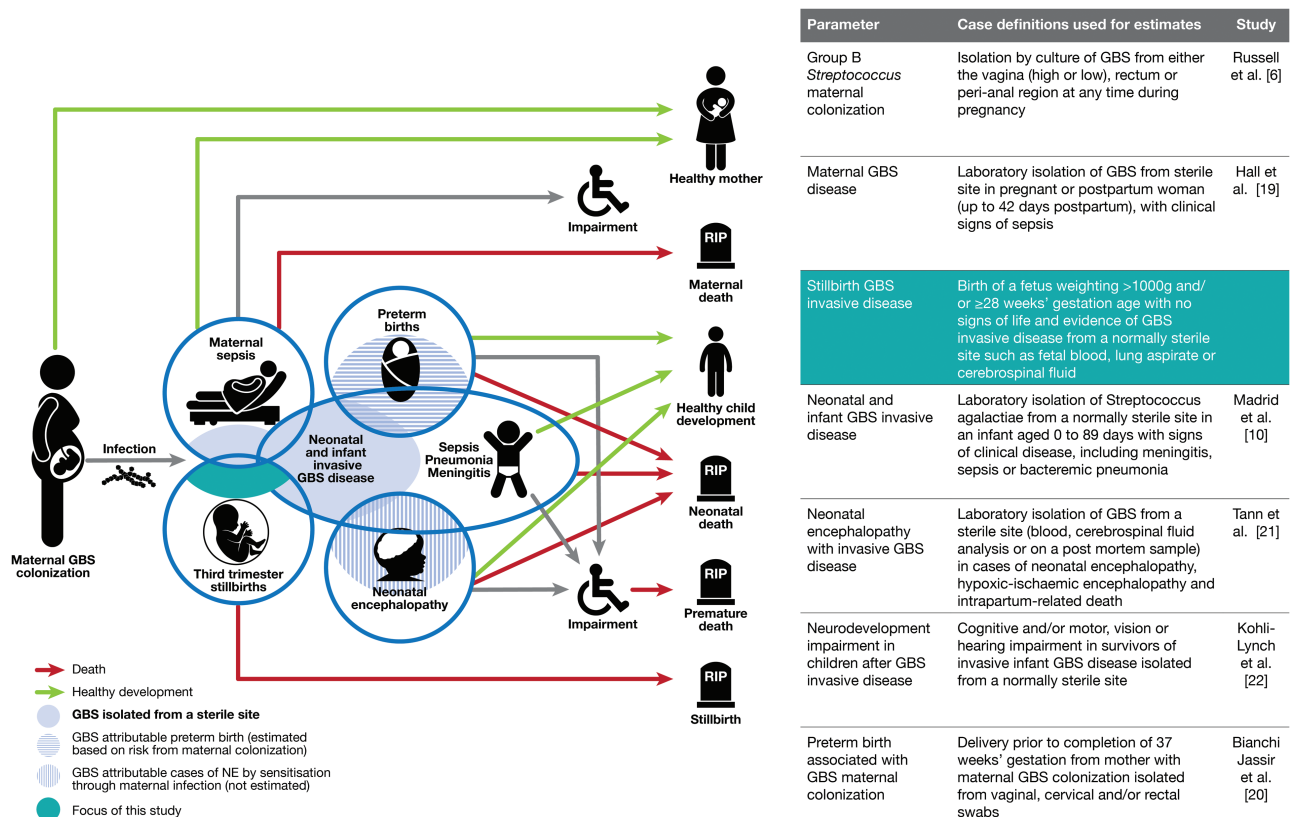 Healthy mother
Impairment
RIP
Maternal
death
Preterm
births
Maternal
sepsis
Healthy child
development
Infection
Neonatal
and infant
invasive
GBS disease
Sepsis
Pneumonia
Meningitis
RIP
Neonatal
death
Maternal GBS
colonization
Third trimester
stillbirths
Neonatal
encephalopathy
Impairment
RIP
Premature
death
RIP
Stillbirth
Death
Healthy development
GBS isolated from a sterile site
GBS attributable preterm birth (estimated
based on risk from maternal colonization)
GBS attributable cases of NE by sensitisation
through maternal infection (not estimated)
Focus of this study
Parameter Case definitions used for estimates Study
Group B Isolation by culture of GBS from either Russell
Streptococcus the vagina (high or low), rectum or et al. [6]
maternal peri-anal region at any time during
colonization pregnancy
Maternal GBS Laboratory isolation of GBS from sterile Hall et
disease site in pregnant or postpartum woman al. [19]
(up to 42 days postpartum), with clinical
signs of sepsis
Stillbirth GBS Birth of a fetus weighting >1000g and/
invasive disease or ≥28 weeks’ gestation age with no
signs of life and evidence of GBS
invasive disease from a normally sterile
site such as fetal blood, lung aspirate or
cerebrospinal fluid
Neonatal and Laboratory isolation of Streptococcus Madrid
infant GBS invasive agalactiae from a normally sterile site in et al.
disease an infant aged 0 to 89 days with signs [10]
of clinical disease, including meningitis,
sepsis or bacteremic pneumonia
Neonatal Laboratory isolation of GBS from a Tann et
encephalopathy sterile site (blood, cerebrospinal fluid al. [21]
with invasive GBS analysis or on a post mortem sample)
disease in cases of neonatal encephalopathy,
hypoxic-ischaemic encephalopathy and
intrapartum-related death
Neurodevelopment Cognitive and/or motor, vision or Kohli-
impairment in hearing impairment in survivors of Lynch
children after GBS invasive infant GBS disease isolated et al.
invasive disease from a normally sterile site [22]
Preterm birth Delivery prior to completion of 37 Bianchi
associated with weeks’ gestation from mother with Jassir
GBS maternal maternal GBS colonization isolated et al.
colonization from vaginal, cervical and/or rectal [20]
swabs